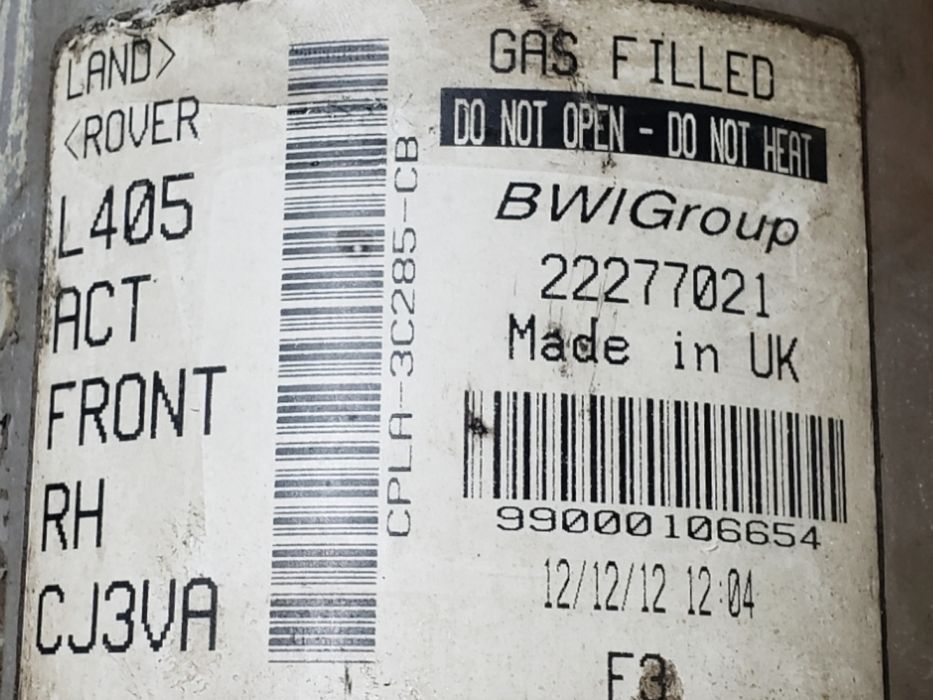 LAND>
<ROVER
L405
ACT
FRONT
RH
CJ3VA
CPLA-3C285-CB
GAS FILLED
DO NOT OPEN - DO NOT HEAT
BWIGroup
22277021
Made in UK
99000106654
12/12/12 12:04